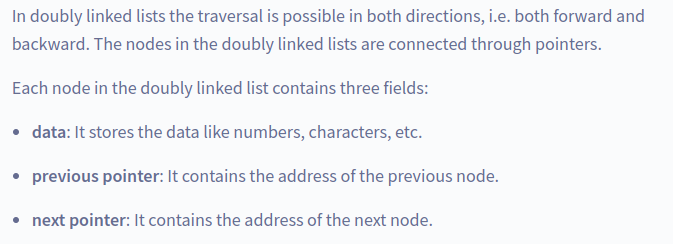 In doubly linked lists the traversal is possible in both directions, i.e. both forward and
backward. The nodes in the doubly linked lists are connected through pointers.
Each node in the doubly linked list contains three fields:
• data: It stores the data like numbers, characters, etc.
• previous pointer: It contains the address of the previous node.
• next pointer: It contains the address of the next node.